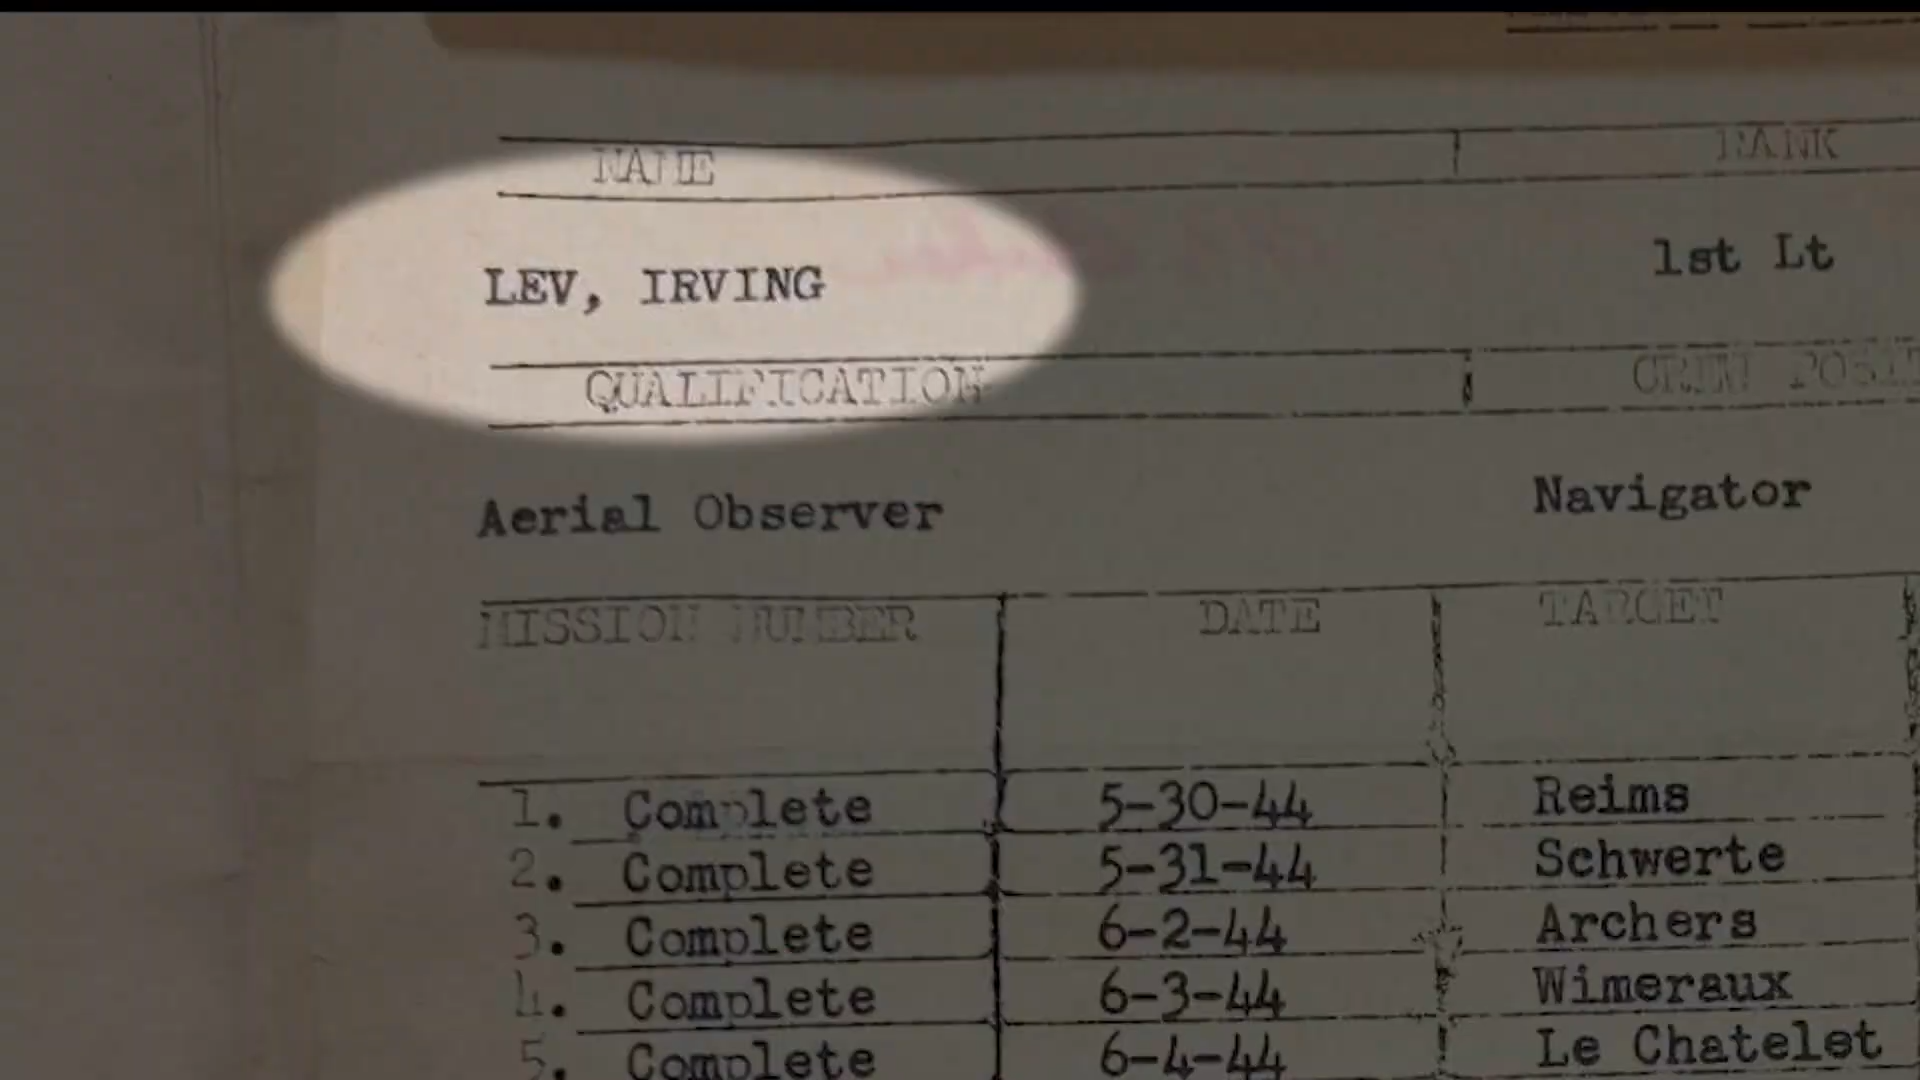 NAME RANK
LEV, IRVING 1st Lt
QUALIFICATION CREW
Aerial Observer Navigator
MISSION NUMBER DATE TARGET
1. Complete 5-30-44 Reims
2. Complete 5-31-44 Schwerte
3. Complete 6-2-44 Archers
4. Complete 6-3-44 Wimeraux
5. Complete 6-4-44 Le Chatelet